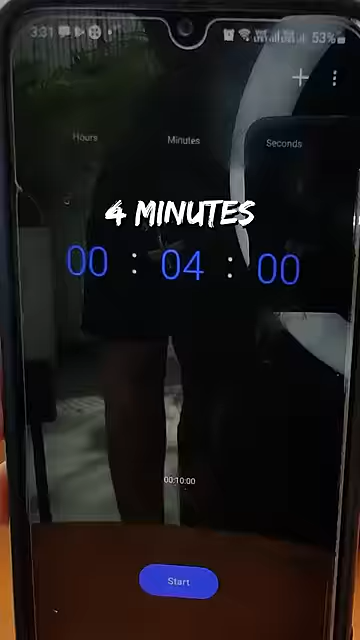 3:31
53%
Hours Minutes Seconds
4 MINUTES
00 : 04 : 00
00:10:00
Start